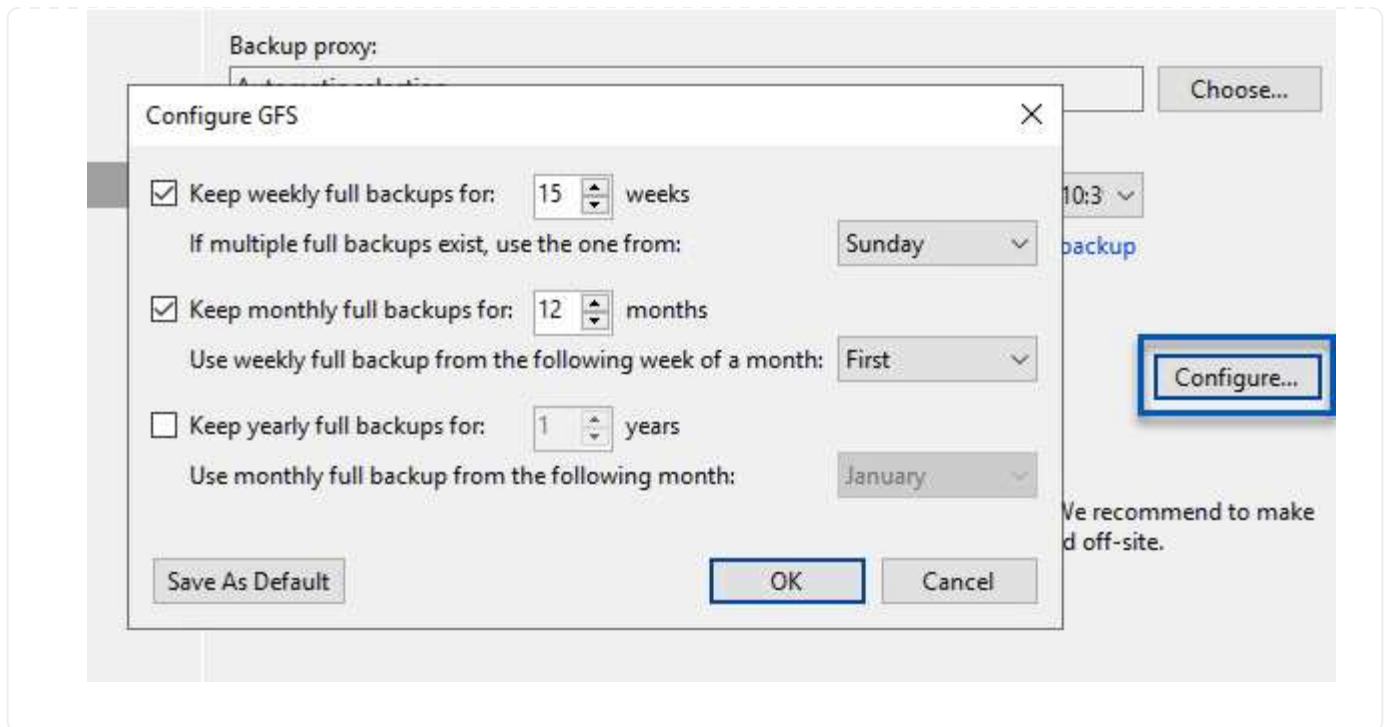 Backup proxy:
Choose...
Configure GFS
Keep weekly full backups for: 15 weeks
10:3
If multiple full backups exist, use the one from: Sunday
backup
Keep monthly full backups for: 12 months
Use weekly full backup from the following week of a month: First
Configure...
Keep yearly full backups for: 1 years
Use monthly full backup from the following month: January
We recommend to make
d off-site.
Save As Default OK Cancel